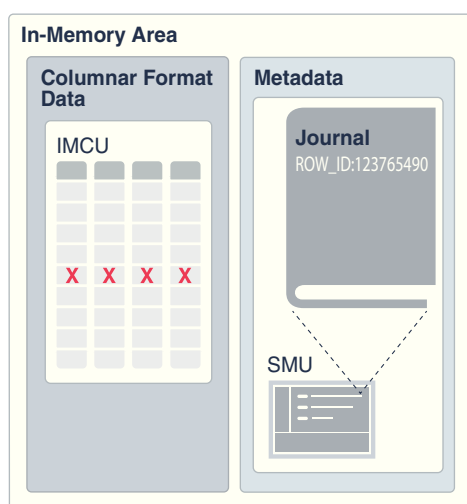 In-Memory Area
Columnar Format
Data
IMCU
X X X X
Metadata
Journal
ROW_ID:123765490
SMU